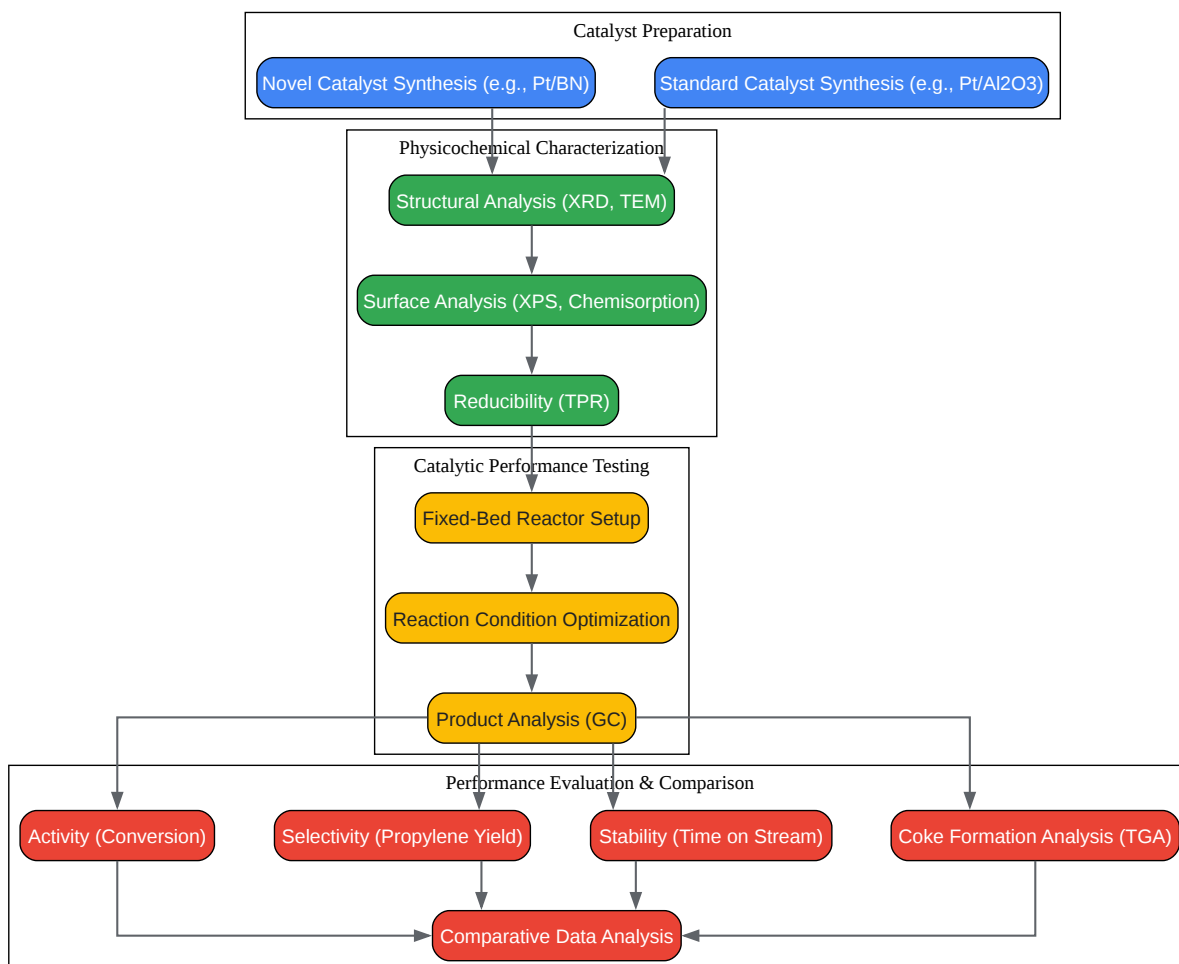 Catalyst Preparation
Novel Catalyst Synthesis (e.g., Pt/BN)
Standard Catalyst Synthesis (e.g., Pt/Al2O3)
Physicochemical Characterization
Structural Analysis (XRD, TEM)
Surface Analysis (XPS, Chemisorption)
Reducibility (TPR)
Catalytic Performance Testing
Fixed-Bed Reactor Setup
Reaction Condition Optimization
Product Analysis (GC)
Performance Evaluation & Comparison
Activity (Conversion)
Selectivity (Propylene Yield)
Stability (Time on Stream)
Coke Formation Analysis (TGA)
Comparative Data Analysis